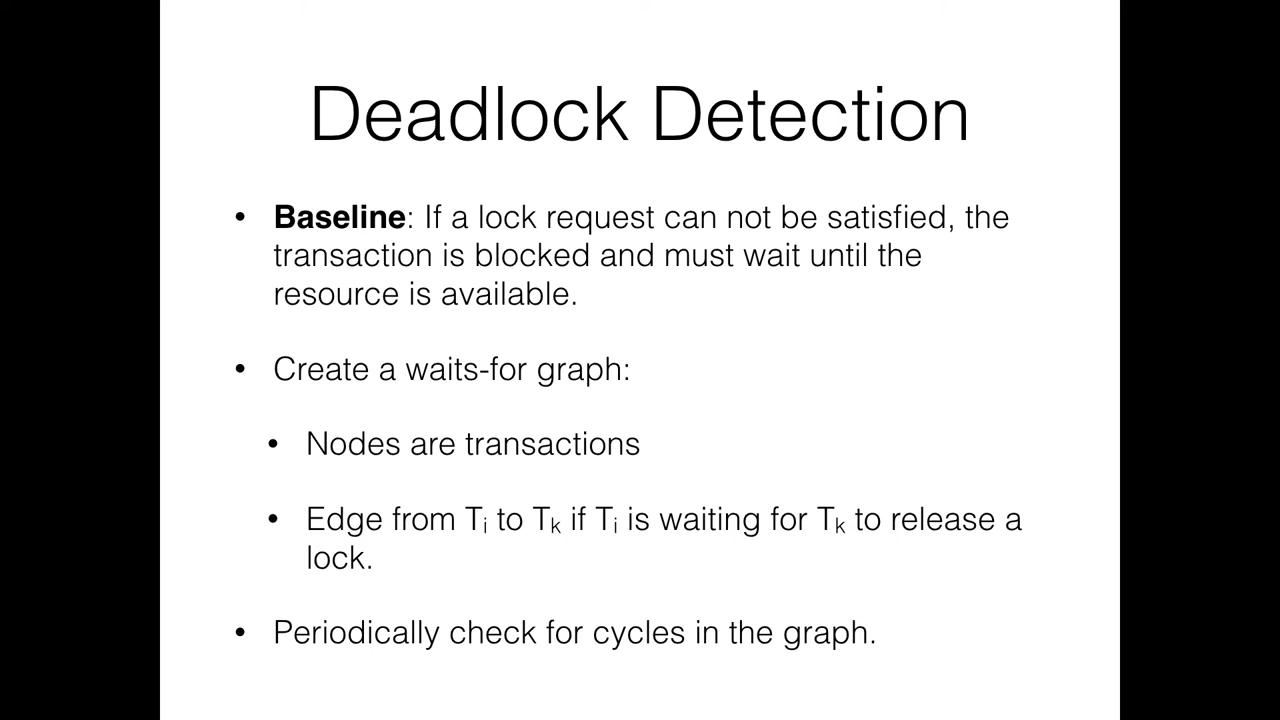 Deadlock Detection
• Baseline: If a lock request can not be satisfied, the
transaction is blocked and must wait until the
resource is available.
• Create a waits-for graph:
• Nodes are transactions
• Edge from Ti to Tk if Ti is waiting for Tk to release a
lock.
• Periodically check for cycles in the graph.